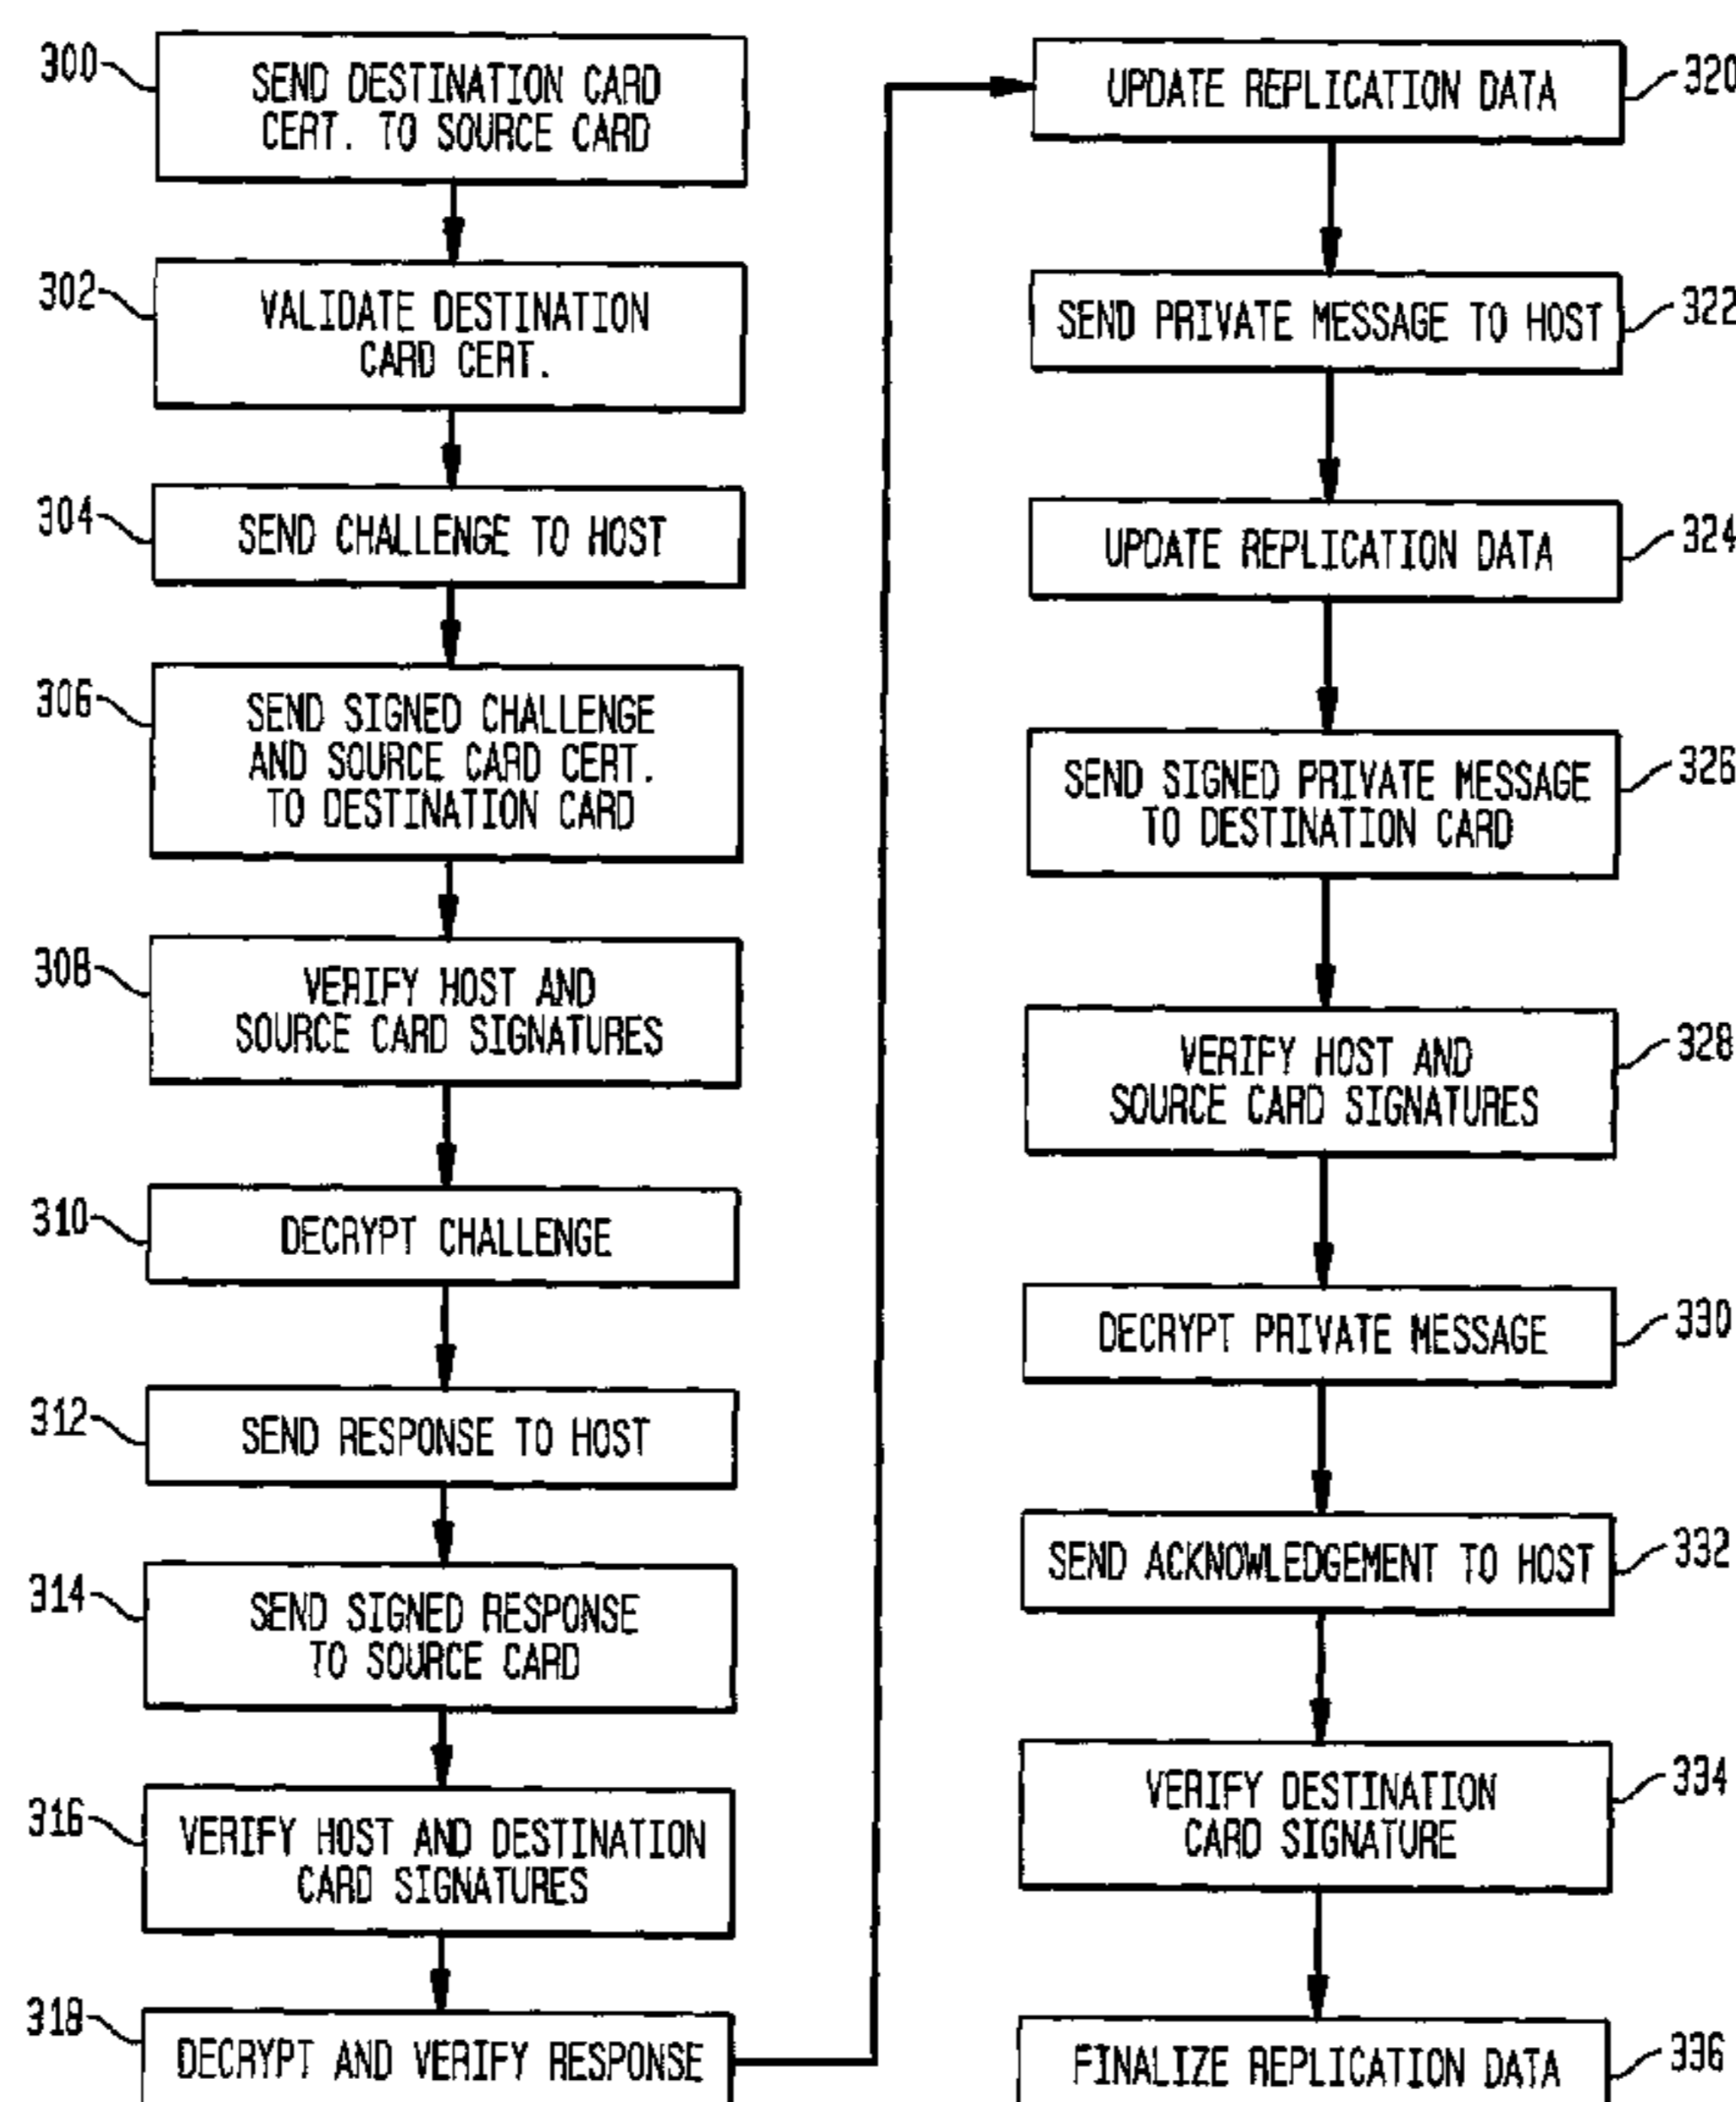 300
SEND DESTINATION CARD
CERT. TO SOURCE CARD
302
VALIDATE DESTINATION
CARD CERT.
304
SEND CHALLENGE TO HOST
306
SEND SIGNED CHALLENGE
AND SOURCE CARD CERT.
TO DESTINATION CARD
308
VERIFY HOST AND
SOURCE CARD SIGNATURES
310
DECRYPT CHALLENGE
312
SEND RESPONSE TO HOST
314
SEND SIGNED RESPONSE
TO SOURCE CARD
316
VERIFY HOST AND DESTINATION
CARD SIGNATURES
318
DECRYPT AND VERIFY RESPONSE
UPDATE REPLICATION DATA
320
SEND PRIVATE MESSAGE TO HOST
322
UPDATE REPLICATION DATA
324
SEND SIGNED PRIVATE MESSAGE
TO DESTINATION CARD
326
VERIFY HOST AND
SOURCE CARD SIGNATURES
328
DECRYPT PRIVATE MESSAGE
330
SEND ACKNOWLEDGEMENT TO HOST
332
VERIFY DESTINATION
CARD SIGNATURE
334
FINALIZE REPLICATION DATA
336